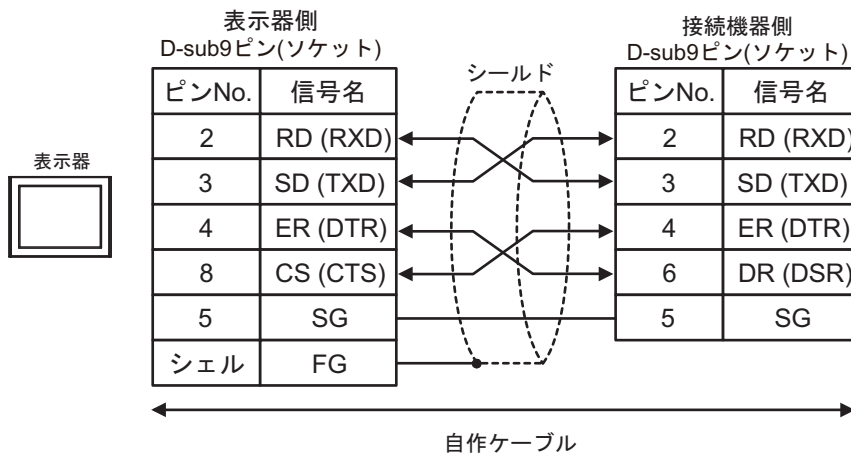 表示器側
D-sub9ピン(ソケット)
接続機器側
D-sub9ピン(ソケット)
シールド
表示器
ピンNo. 信号名 ピンNo. 信号名
2 RD (RXD) 2 RD (RXD)
3 SD (TXD) 3 SD (TXD)
4 ER (DTR) 4 ER (DTR)
8 CS (CTS) 6 DR (DSR)
5 SG 5 SG
シェル FG
自作ケーブル